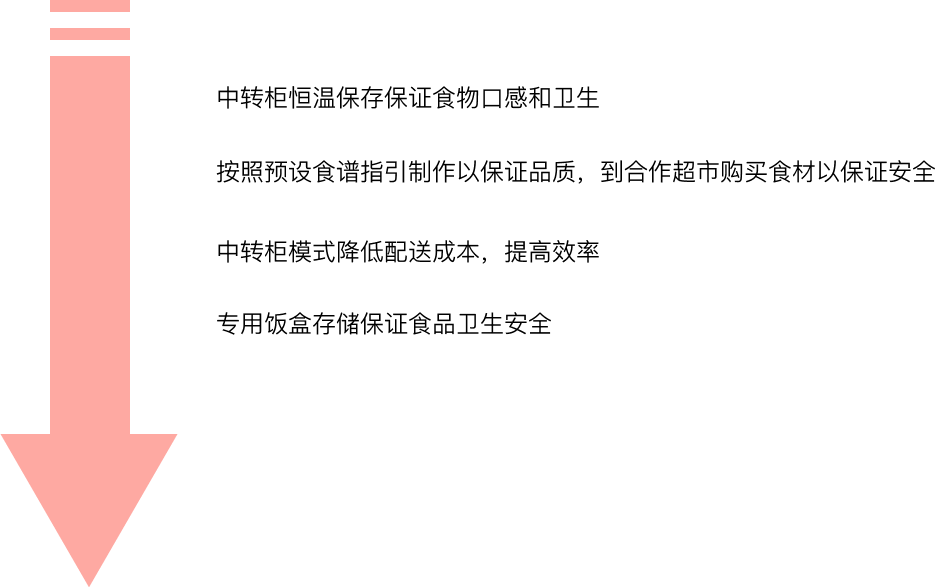 中转柜恒温保存保证食物口感和卫生
按照预设食谱指引制作以保证品质，到合作超市购买食材以保证安全
中转柜模式降低配送成本，提高效率
专用饭盒存储保证食品卫生安全